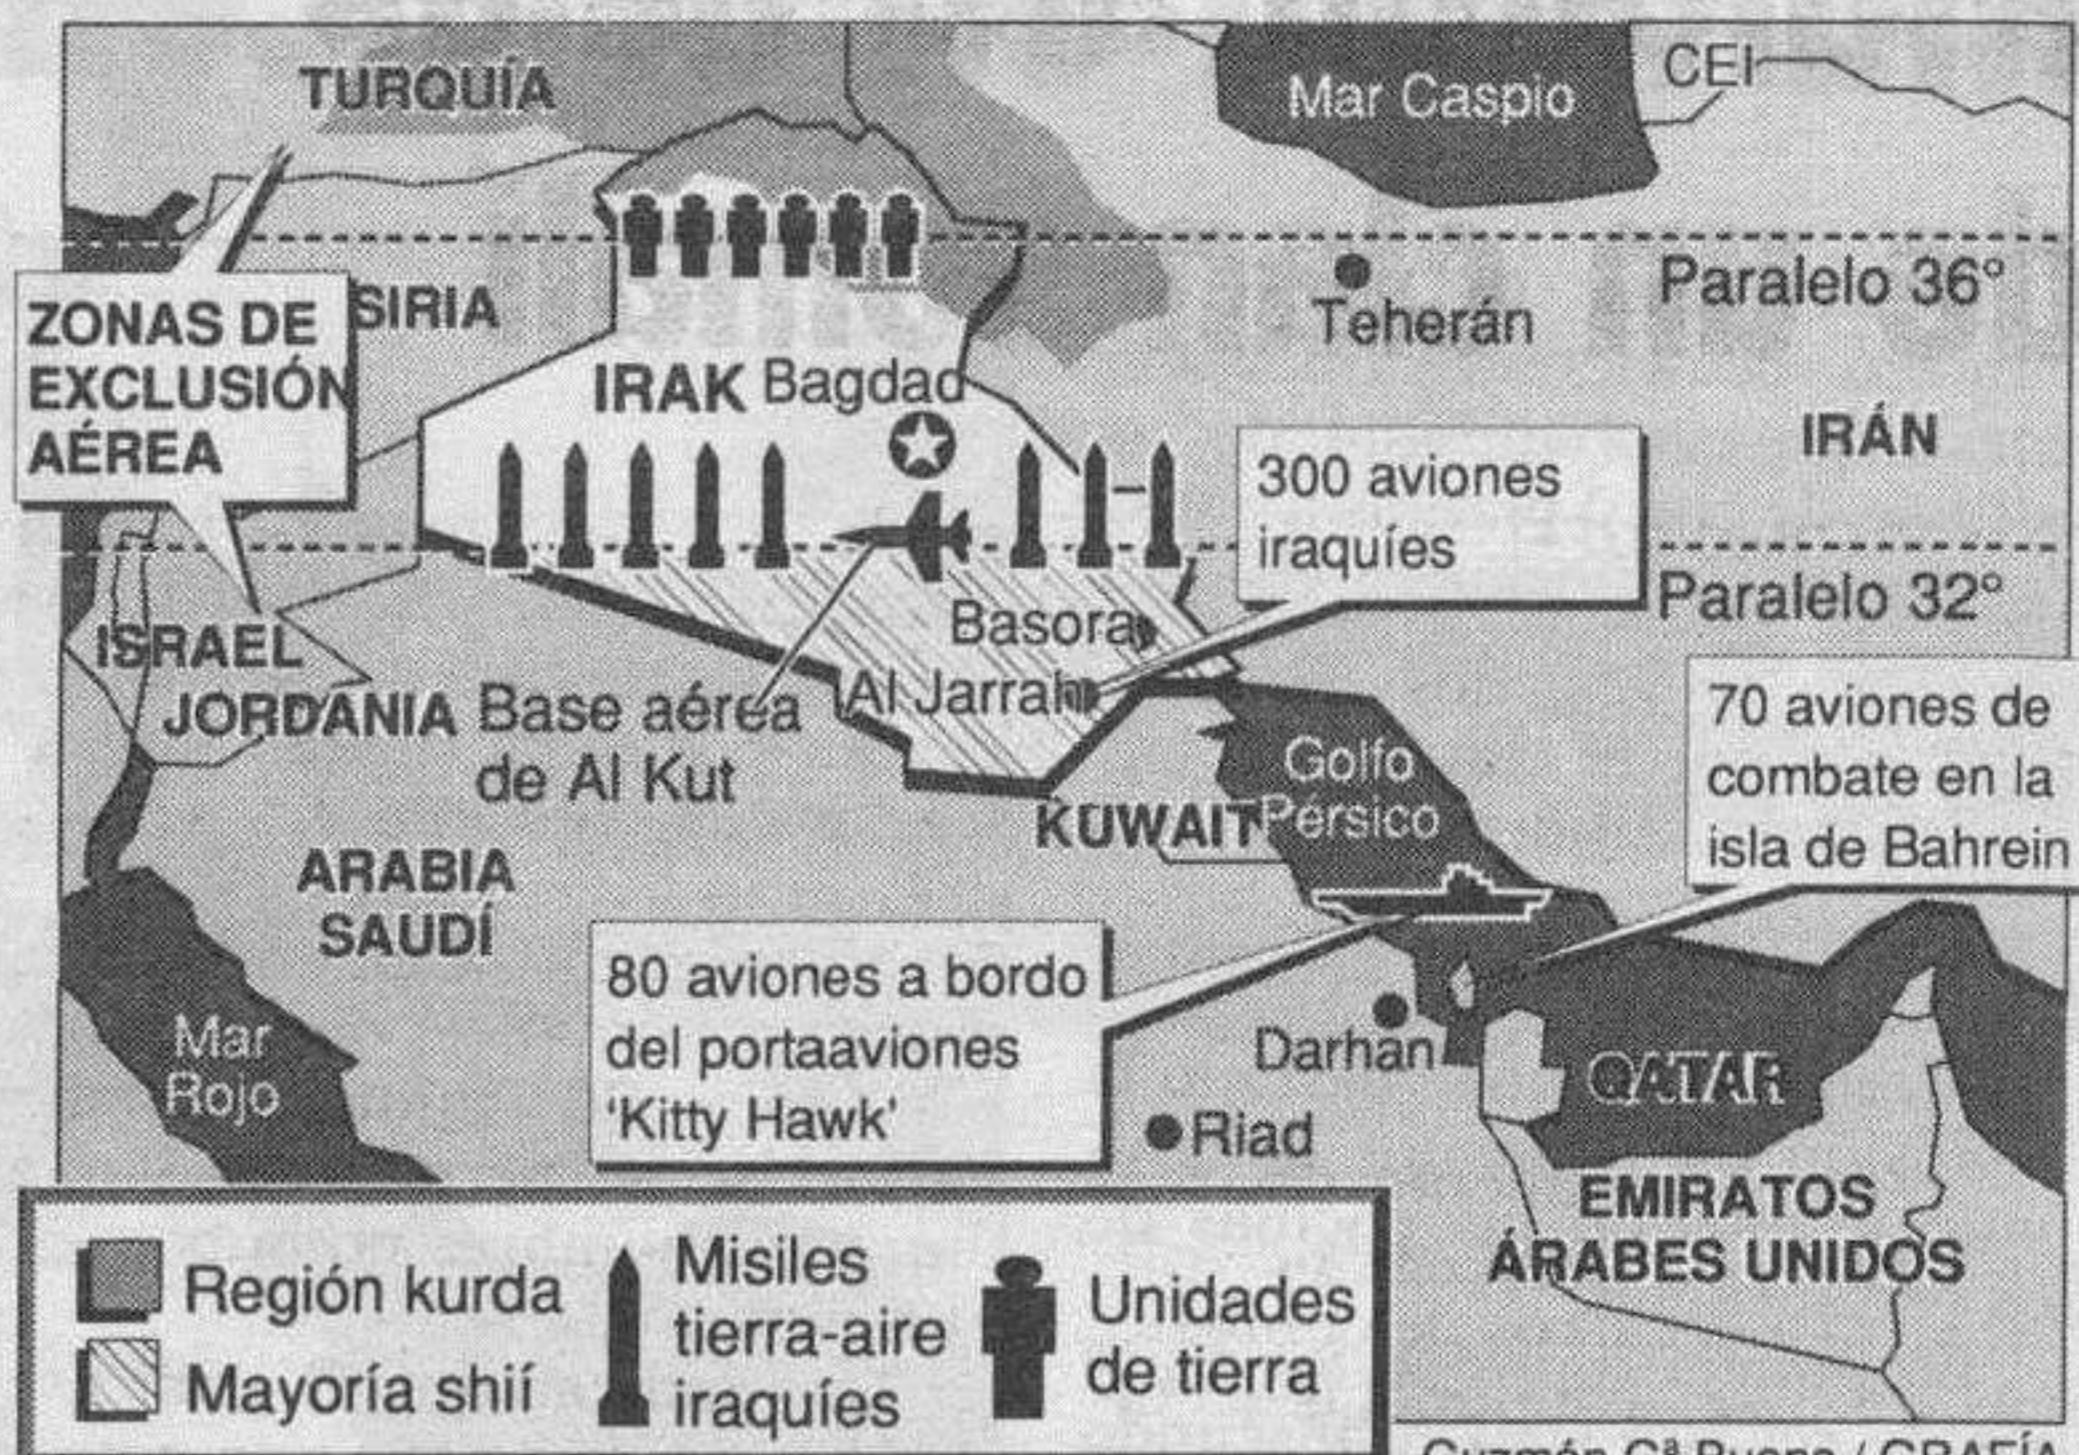 TURQUÍA
Mar Caspio
CEI
ZONAS DE
EXCLUSIÓN
AÉREA
SIRIA
Teherán
Paralelo 36º
IRAK Bagdad
IRÁN
300 aviones
iraquíes
Paralelo 32º
ISRAEL
JORDANIA
Basora
Al Jarrah
Base aérea
de Al Kut
70 aviones de
combate en la
isla de Bahrein
Golfo
Pérsico
KUWAIT
ARABIA
SAUDÍ
80 aviones a bordo
del portaaviones
‘Kitty Hawk’
Mar
Rojo
Darhan
QATAR
Riad
EMIRATOS
ÁRABES UNIDOS
Región kurda
Mayoría shií
Misiles
tierra-aire
iraquíes
Unidades
de tierra